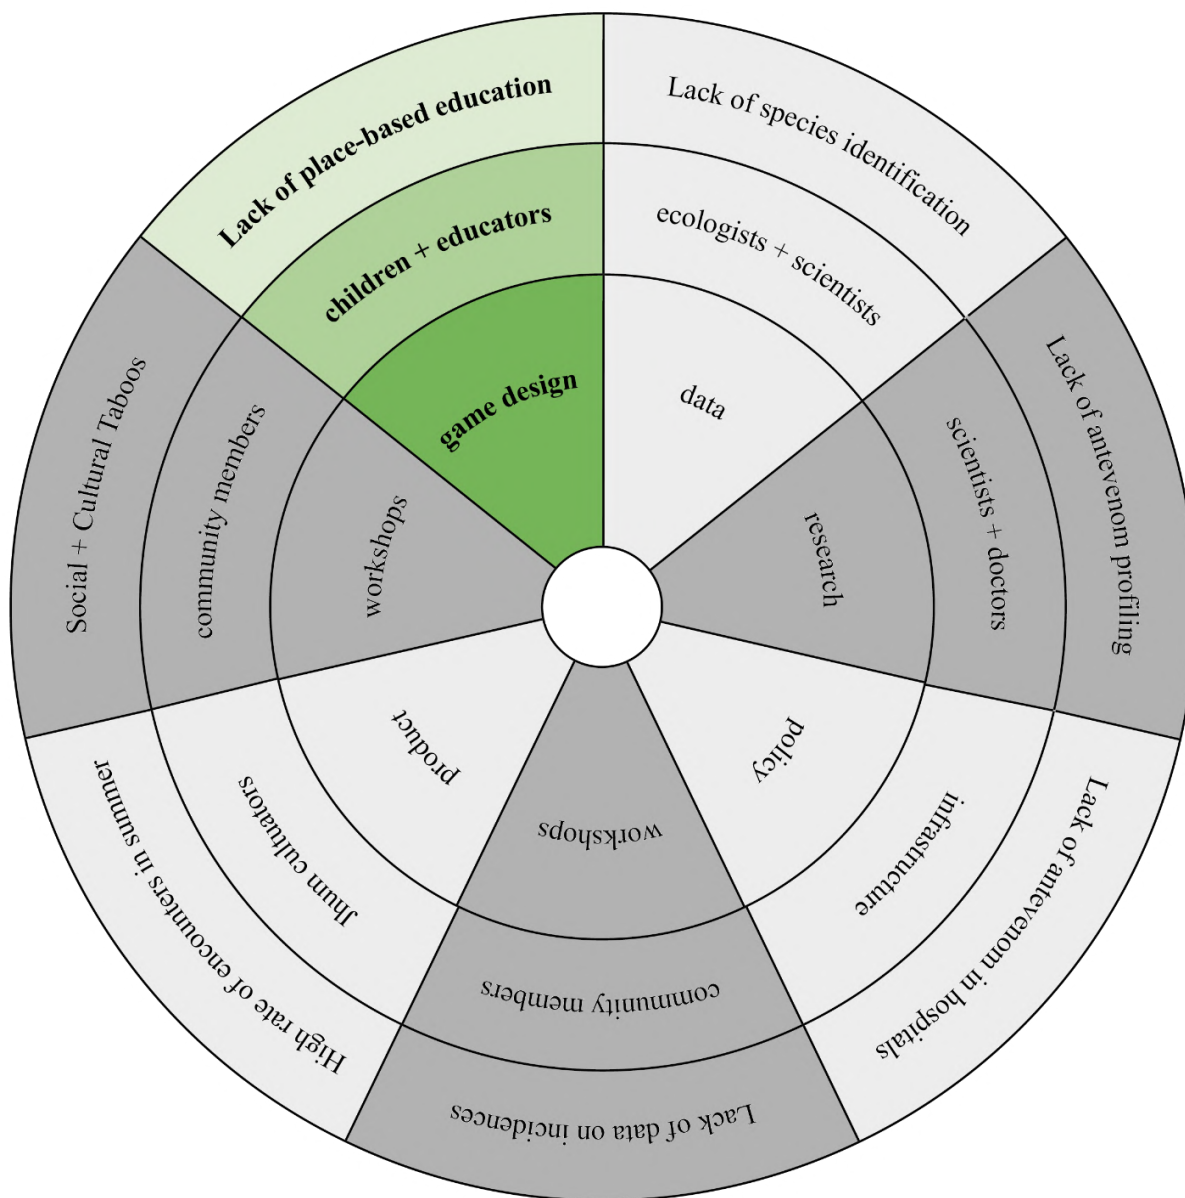 Lack of place-based education
children + educators
game design
Lack of species identification
ecologists + scientists
data
Lack of antevenom profiling
scientists + doctors
research
Lack of antevenom in hospitals
infrastructure
policy
Lack of data on incidences
community members
workshops
High rate of encounters in summer
Jhum cultuators
product
Social + Cultural Taboos
community members
workshops